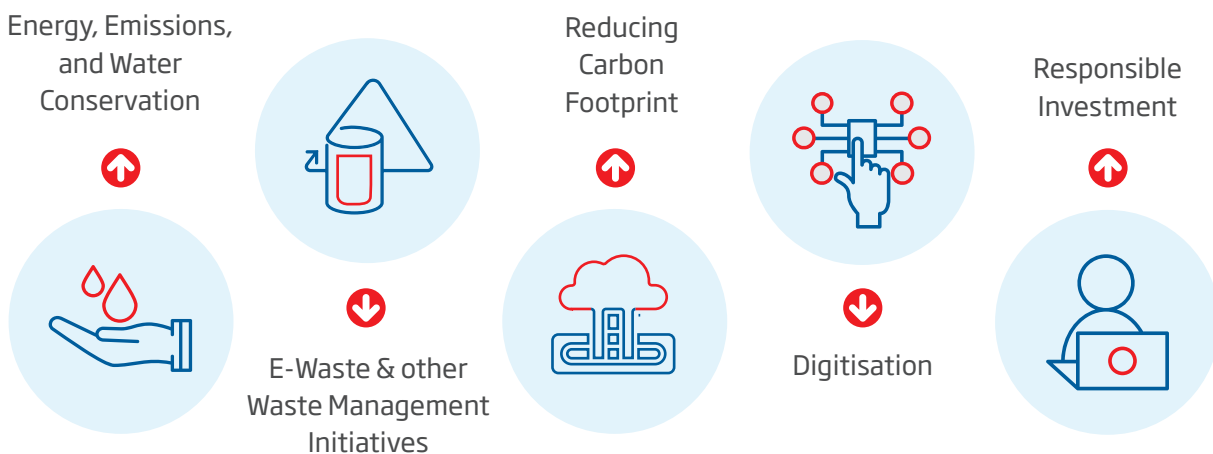 Energy, Emissions,
and Water
Conservation
E-Waste & other
Waste Management
Initiatives
Reducing
Carbon
Footprint
Digitisation
Responsible
Investment